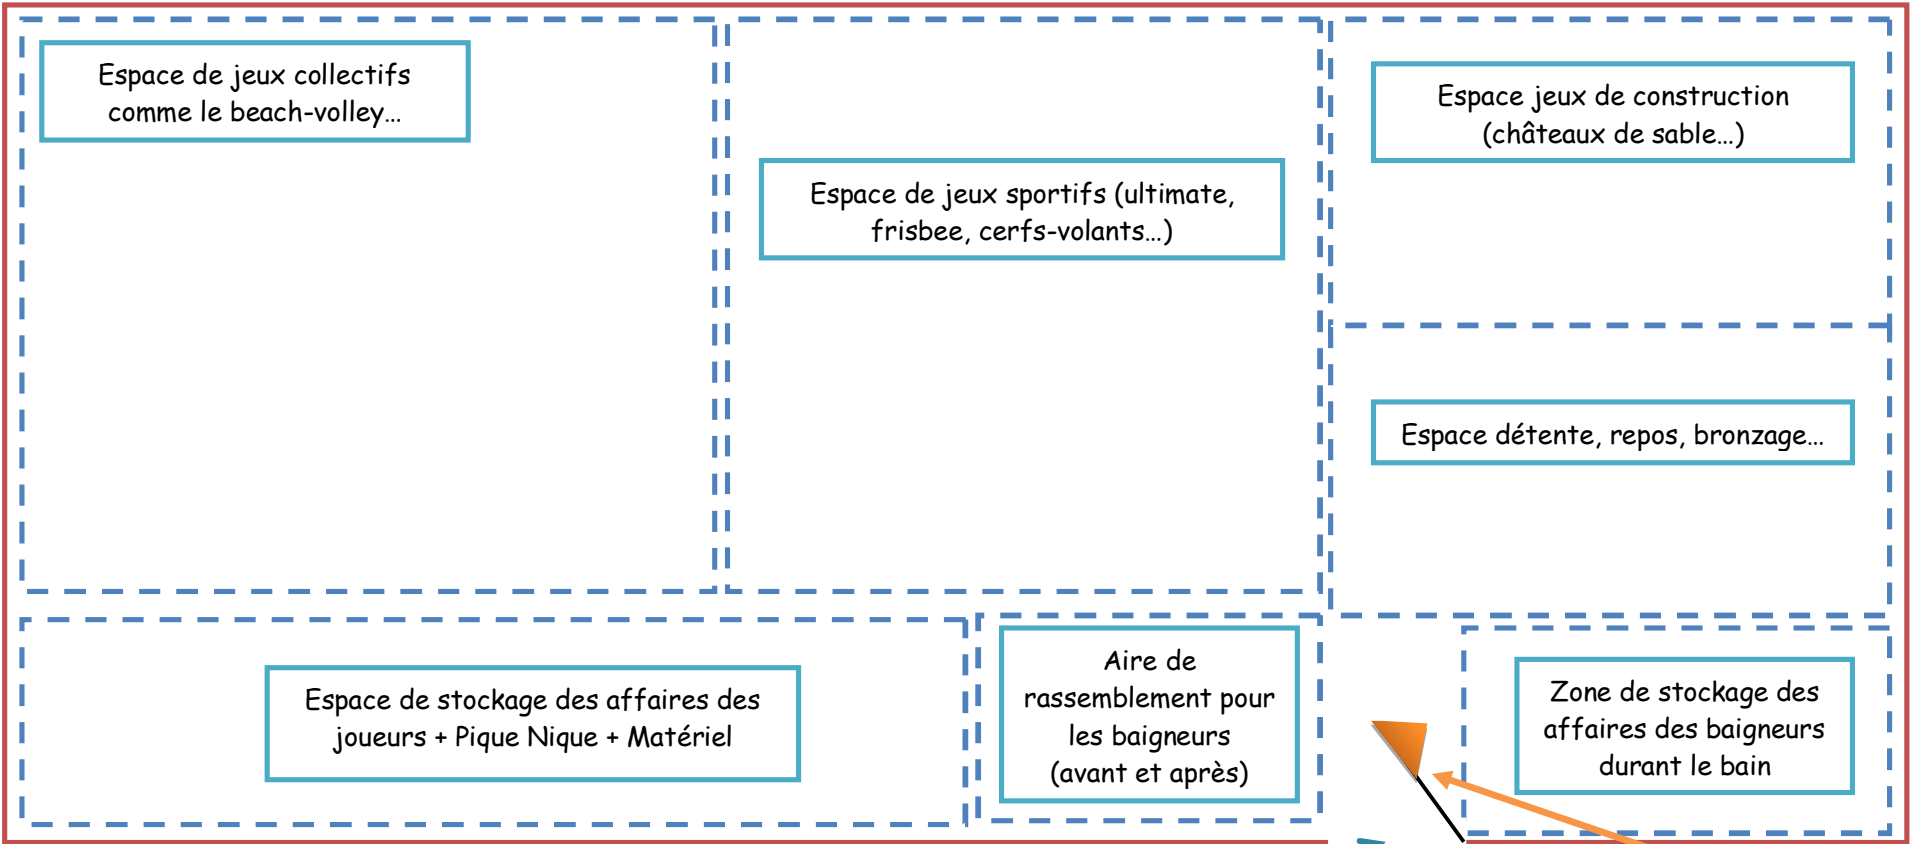 Espace de jeux collectifs
comme le beach-volley…
Espace de jeux sportifs (ultimate,
frisbee, cerfs-volants…)
Espace jeux de construction
(châteaux de sable…)
Espace détente, repos, bronzage…
Espace de stockage des affaires des
joueurs + Pique Nique + Matériel
Aire de
rassemblement pour
les baigneurs
(avant et après)
Zone de stockage des
affaires des baigneurs
durant le bain